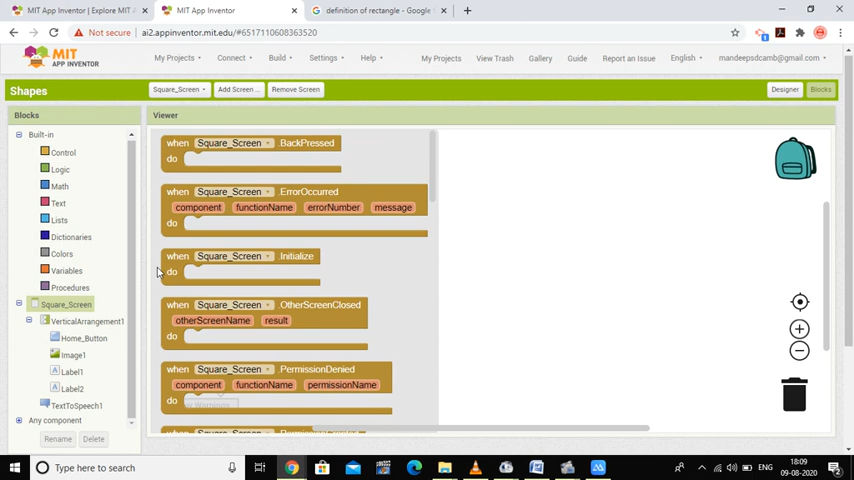 MIT App Inventor | Explore MIT A
MIT App Inventor
definition of rectangle - Google S
Not secure | ai2.appinventor.mit.edu/#6517110608363520
MIT
APP INVENTOR
My Projects Connect Build Settings Help My Projects View Trash Gallery Guide Report an Issue English mandeepsdcamb@gmail.com
Shapes Square_Screen Add Screen ... Remove Screen Designer Blocks
Blocks Viewer
Built-in
Control
Logic
Math
Text
Lists
Dictionaries
Colors
Variables
Procedures
Square_Screen
VerticalArrangement1
Home_Button
Image1
Label1
Label2
TextToSpeech1
Any component
Rename Delete
when Square_Screen .BackPressed
do
when Square_Screen .ErrorOccurred
component functionName errorNumber message
do
when Square_Screen .Initialize
do
when Square_Screen .OtherScreenClosed
otherScreenName result
do
when Square_Screen .PermissionDenied
component functionName permissionName
do
Warnings
Type here to search
ENG
18:09
09-08-2020
2